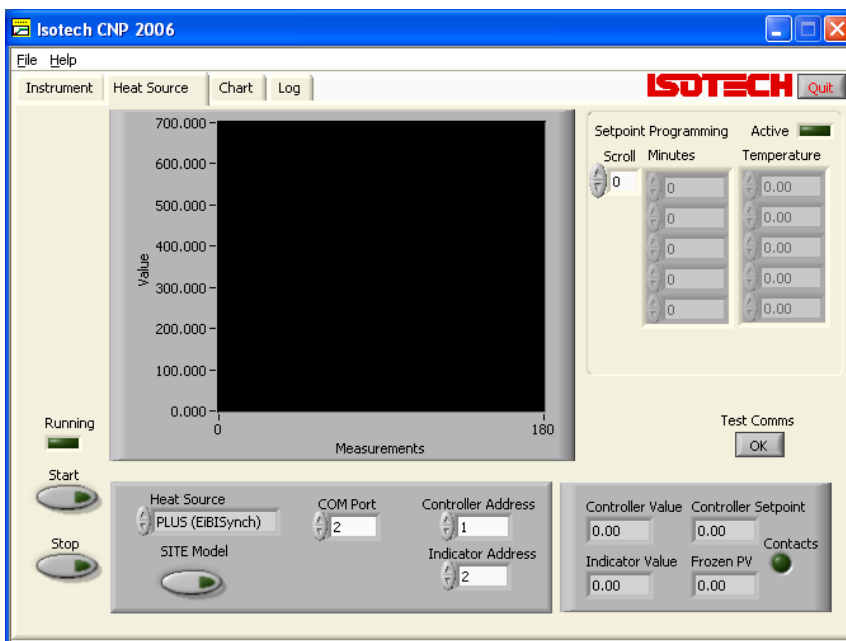 Isotech CNP 2006
File Help
Instrument Heat Source Chart Log ISOTECH Quit
700.000
600.000
500.000
400.000
300.000
200.000
100.000
0.000
Value
0 180
Measurements
Setpoint Programming Active
Scroll Minutes Temperature
0 0 0.00
0 0.00
0 0.00
0 0.00
0 0.00
Test Comms
OK
Running
Start
Stop
Heat Source COM Port Controller Address
PLUS (EiBISynch) 2 1
SITE Model Indicator Address
2
Controller Value Controller Setpoint
0.00 0.00
Contacts
Indicator Value Frozen PV
0.00 0.00